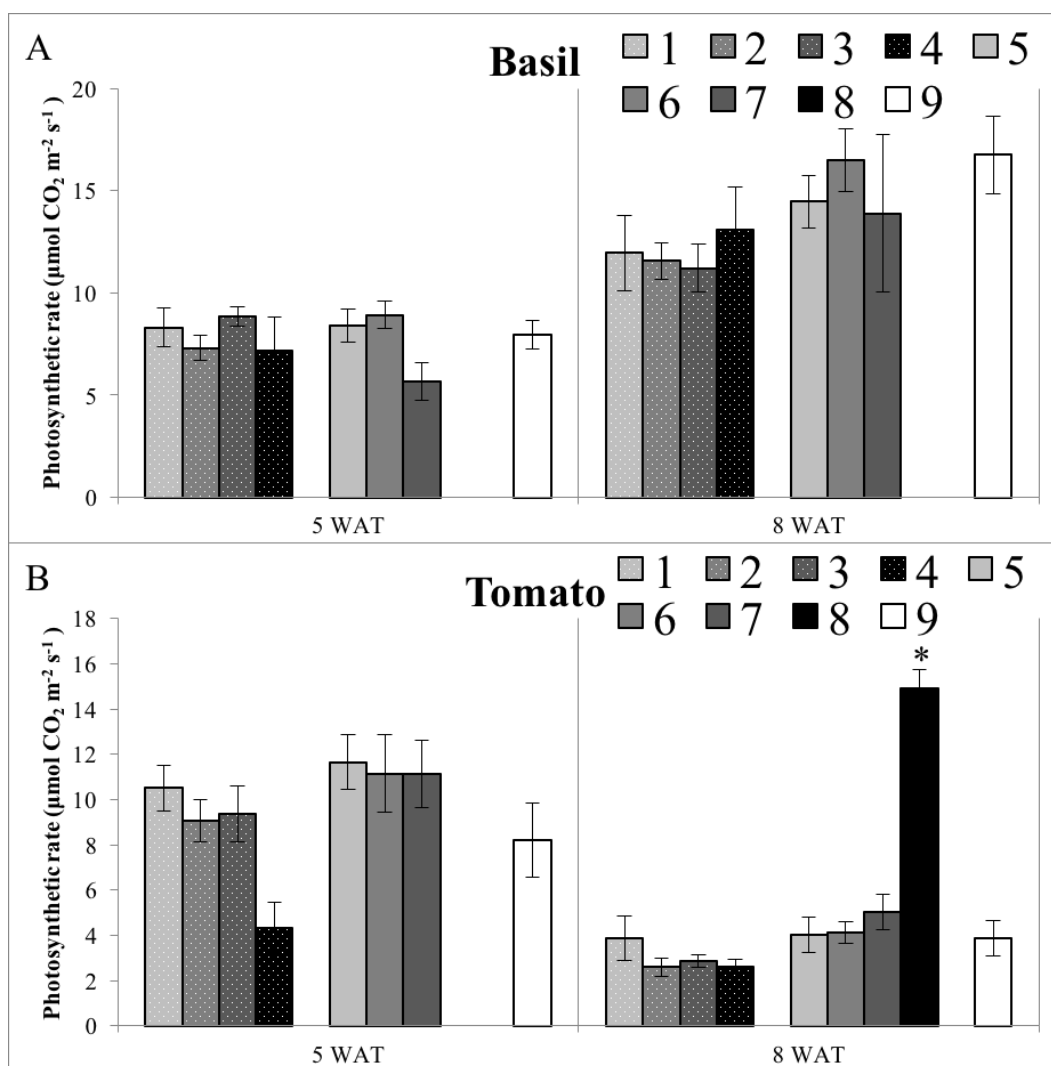 A
Basil
1 2 3 4 5
6 7 8 9
Photosynthetic rate (µmol CO₂ m⁻² s⁻¹ )
20
15
10
5
0
5 WAT 8 WAT
B
Tomato
1 2 3 4 5
6 7 8 9
Photosynthetic rate (µmol CO₂ m⁻² s⁻¹ )
18
16
14
12
10
8
6
4
2
0
*
5 WAT 8 WAT